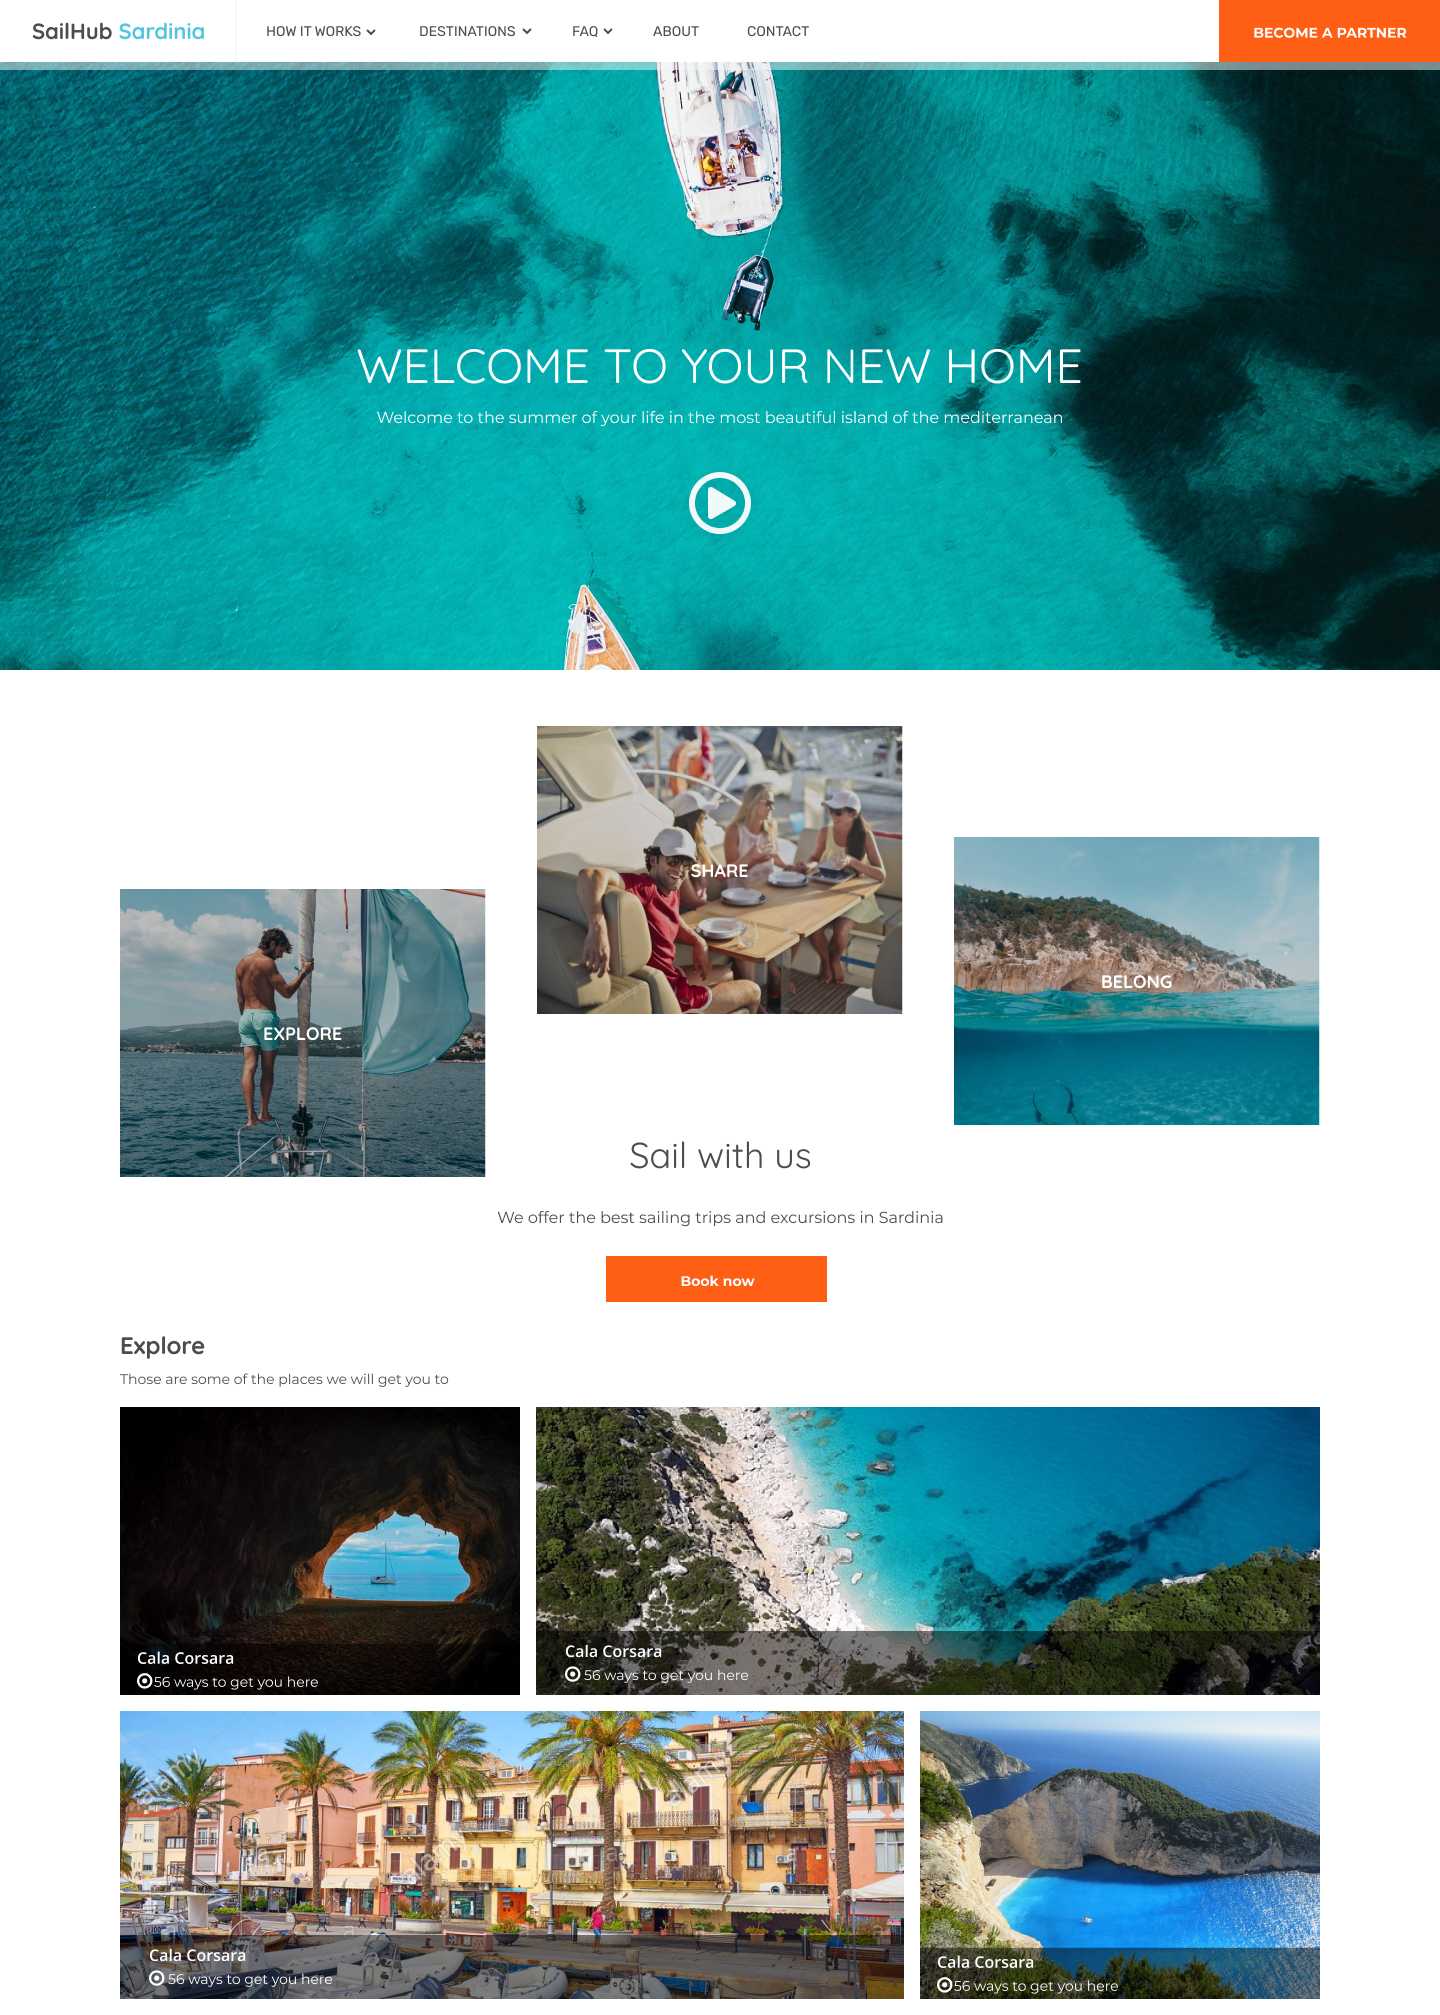 SailHub Sardinia
HOW IT WORKS
DESTINATIONS
FAQ
ABOUT
CONTACT
BECOME A PARTNER
WELCOME TO YOUR NEW HOME
Welcome to the summer of your life in the most beautiful island of the mediterranean
SHARE
BELONG
EXPLORE
Sail with us
We offer the best sailing trips and excursions in Sardinia
Book now
Explore
Those are some of the places we will get you to
Cala Corsara
56 ways to get you here
Cala Corsara
56 ways to get you here
Cala Corsara
56 ways to get you here
Cala Corsara
56 ways to get you here